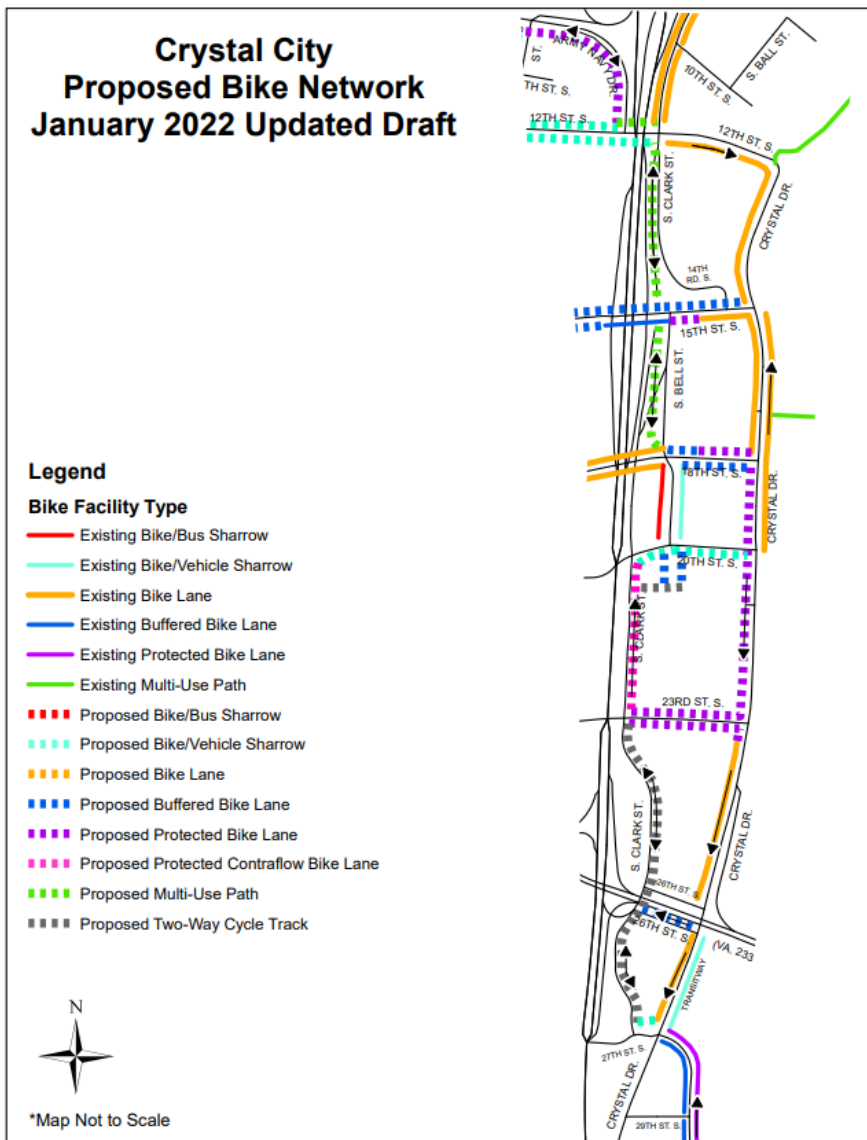 Crystal City
Proposed Bike Network
January 2022 Updated Draft
ST.
ARMY NAVY DR.
TH ST. S.
12TH ST. S.
S. BALL ST.
10TH ST. S.
12TH ST. S.
S. CLARK ST.
CRYSTAL DR.
14TH
RD. S.
15TH ST. S.
S. BELL ST.
18TH ST. S.
CRYSTAL DR.
20TH ST. S.
S. CLARK ST.
23RD ST. S.
S. CLARK ST.
CRYSTAL DR.
26TH ST. S.
26TH ST. S.
(VA. 233
TRANSITWAY
27TH ST. S.
CRYSTAL DR.
29TH ST. S.
Legend
Bike Facility Type
Existing Bike/Bus Sharrow
Existing Bike/Vehicle Sharrow
Existing Bike Lane
Existing Buffered Bike Lane
Existing Protected Bike Lane
Existing Multi-Use Path
Proposed Bike/Bus Sharrow
Proposed Bike/Vehicle Sharrow
Proposed Bike Lane
Proposed Buffered Bike Lane
Proposed Protected Bike Lane
Proposed Protected Contraflow Bike Lane
Proposed Multi-Use Path
Proposed Two-Way Cycle Track
N
*Map Not to Scale